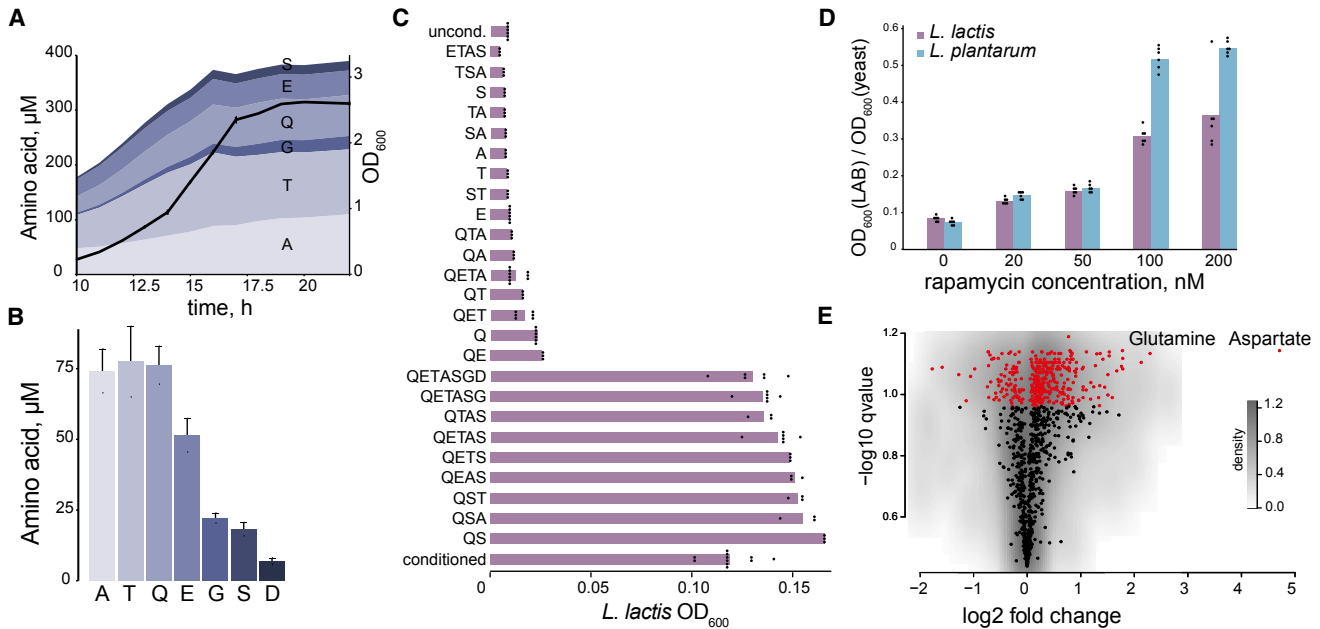 A
Amino acid, µM
400
300
200
100
0
S
E
Q
G
T
A
3
2
1
0
OD600
10
12.5
15
17.5
20
time, h
B
Amino acid, µM
75
50
25
0
A T Q E G S D
C
uncond.
ETAS
TSA
S
TA
SA
A
T
ST
E
QTA
QA
QETA
QT
QET
Q
QE
QETASGD
QETASG
QTAS
QETAS
QETS
QEAS
QST
QSA
QS
conditioned
0 0.05 0.10 0.15
L. lactis OD600
D
L. lactis
L. plantarum
OD600(LAB) / OD600(yeast)
0.6
0.5
0.4
0.3
0.2
0.1
0
0 20 50 100 200
rapamycin concentration, nM
E
−log10 qvalue
1.2
1.0
0.8
0.6
Glutamine Aspartate
density
1.2
0.8
0.4
0.0
−2 −1 0 1 2 3 4 5
log2 fold change